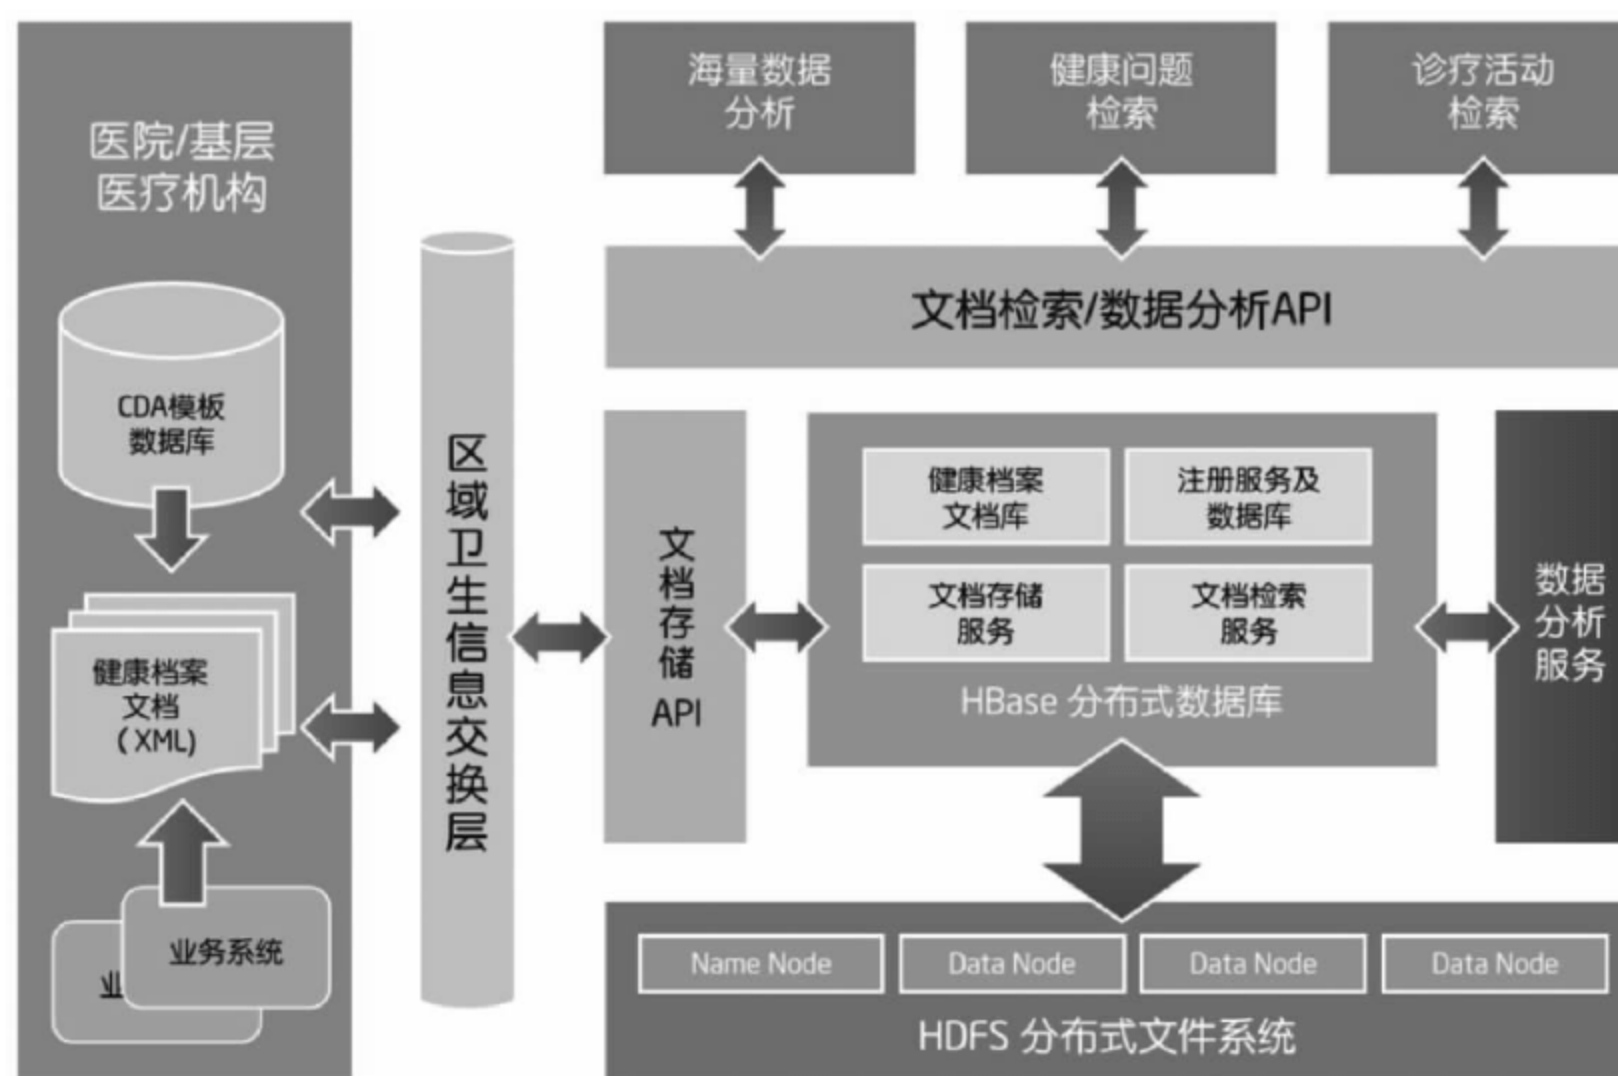 医院/基层
医疗机构
CDA模板
数据库
健康档案
文档
(XML)
业务系统
业
区域卫生信息交换层
海量数据
分析
健康问题
检索
诊疗活动
检索
文档检索/数据分析API
文档存储
API
健康档案
文档库
注册服务及
数据库
文档存储
服务
文档检索
服务
HBase 分布式数据库
数据
分析
服务
Name Node
Data Node
Data Node
Data Node
HDFS 分布式文件系统